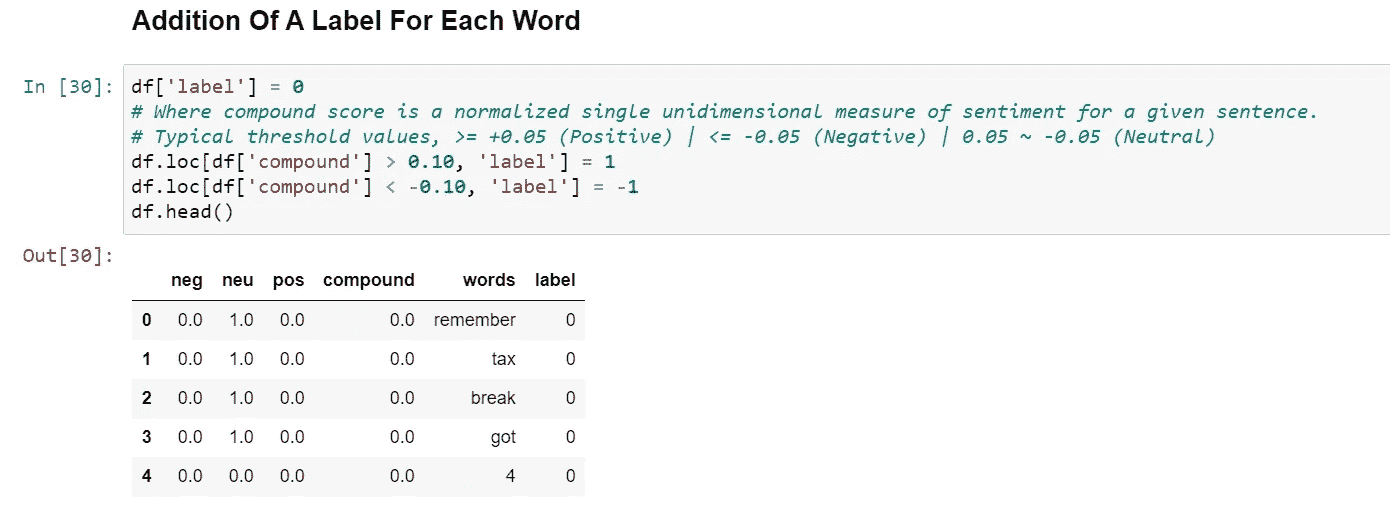 Addition Of A Label For Each Word
In [30]: df['label'] = 0
# Where compound score is a normalized single unidimensional measure of sentiment for a given sentence.
# Typical threshold values, >= +0.05 (Positive) | <= -0.05 (Negative) | 0.05 ~ -0.05 (Neutral)
df.loc[df['compound'] > 0.10, 'label'] = 1
df.loc[df['compound'] < -0.10, 'label'] = -1
df.head()
Out[30]:
neg neu pos compound words label
0 0.0 1.0 0.0 0.0 remember 0
1 0.0 1.0 0.0 0.0 tax 0
2 0.0 1.0 0.0 0.0 break 0
3 0.0 1.0 0.0 0.0 got 0
4 0.0 0.0 0.0 0.0 4 0